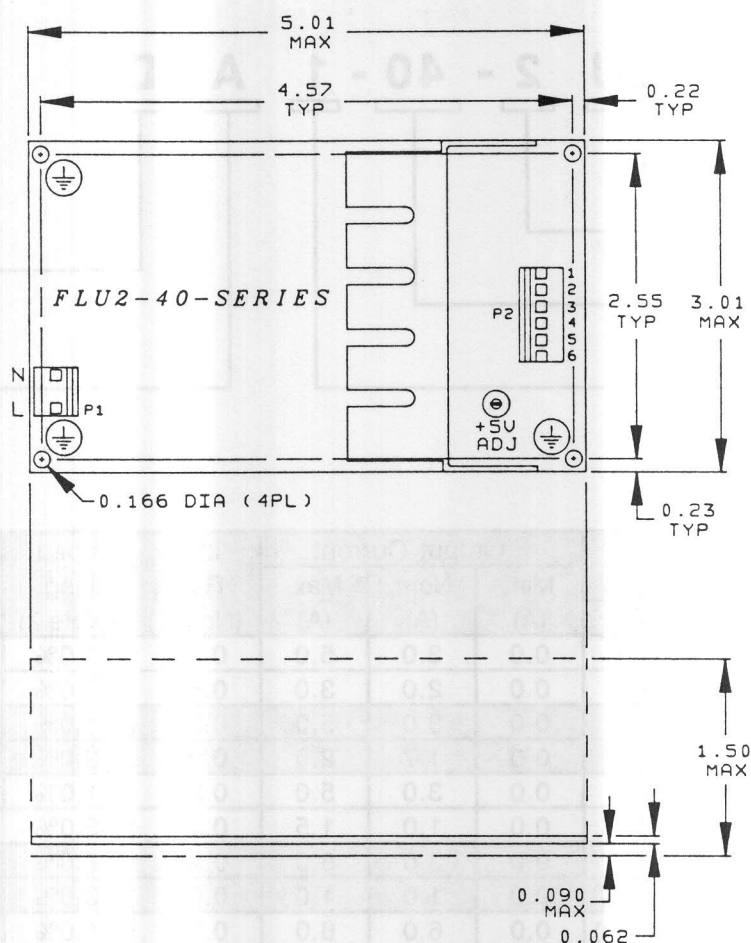 5.01
MAX
4.57
TYP
0.22
TYP
FLU2-40-SERIES
P2
1
2
3
4
5
6
2.55
TYP
3.01
MAX
N
L
P1
+5V
ADJ
0.166 DIA (4PL)
0.23
TYP
1.50
MAX
0.090
MAX
0.062